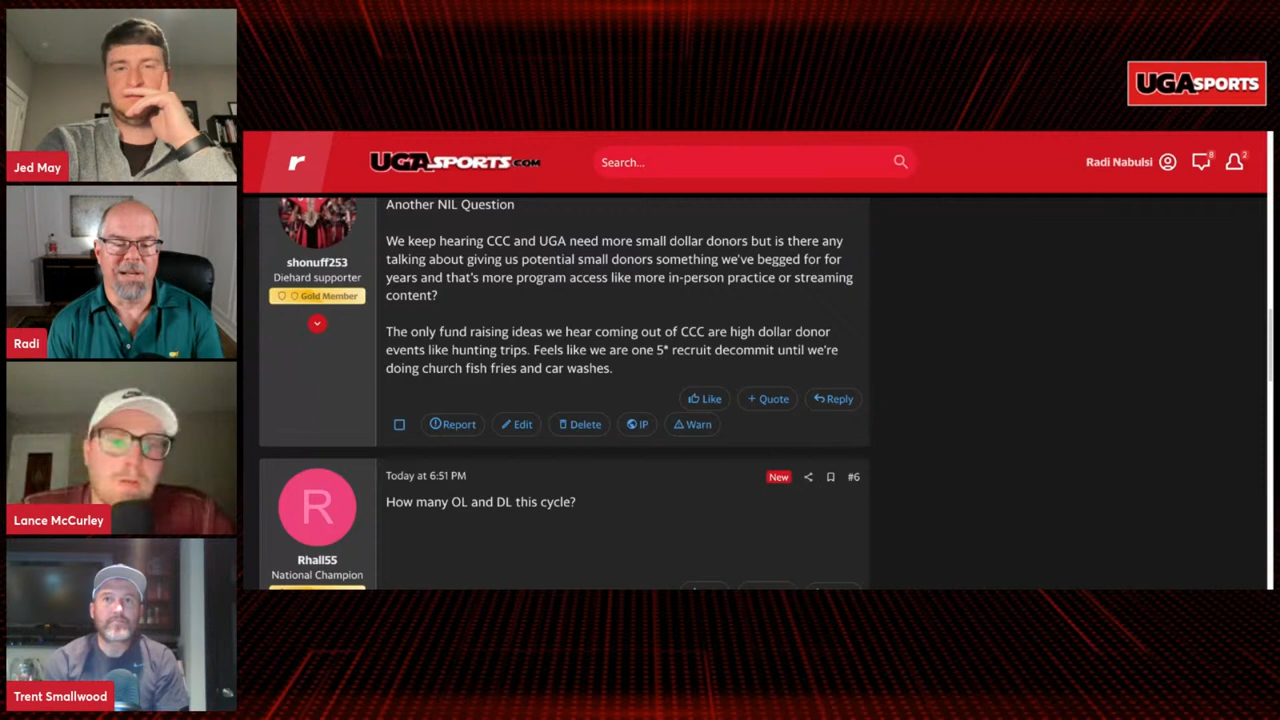 Jed May
Radi
Lance McCurley
Trent Smallwood
UGASPORTS
r
UGASPORTS.COM
Search...
Radi Nabulsi
8
2
shonuff253
Diehard supporter
Gold Member
Another NIL Question
We keep hearing CCC and UGA need more small dollar donors but is there any
talking about giving us potential small donors something we've begged for for
years and that's more program access like more in-person practice or streaming
content?
The only fund raising ideas we hear coming out of CCC are high dollar donor
events like hunting trips. Feels like we are one 5* recruit decommit until we're
doing church fish fries and car washes.
Like
+ Quote
Reply
Report
Edit
Delete
IP
Warn
R
Rhall55
National Champion
Today at 6:51 PM
New
#6
How many OL and DL this cycle?